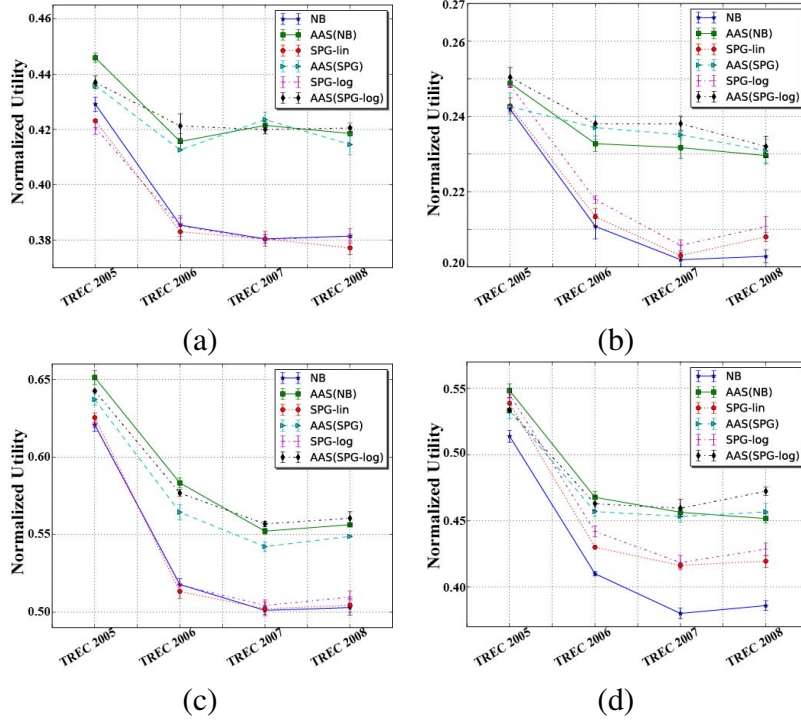 0.46
0.44
0.42
0.40
0.38
Normalized Utility
NB
AAS(NB)
SPG-lin
AAS(SPG)
SPG-log
AAS(SPG-log)
TREC 2005
TREC 2006
TREC 2007
TREC 2008
(a)
0.27
0.26
0.24
0.22
0.20
Normalized Utility
NB
AAS(NB)
SPG-lin
AAS(SPG)
SPG-log
AAS(SPG-log)
TREC 2005
TREC 2006
TREC 2007
TREC 2008
(b)
0.65
0.60
0.55
0.50
Normalized Utility
NB
AAS(NB)
SPG-lin
AAS(SPG)
SPG-log
AAS(SPG-log)
TREC 2005
TREC 2006
TREC 2007
TREC 2008
(c)
0.55
0.50
0.45
0.40
Normalized Utility
NB
AAS(NB)
SPG-lin
AAS(SPG)
SPG-log
AAS(SPG-log)
TREC 2005
TREC 2006
TREC 2007
TREC 2008
(d)